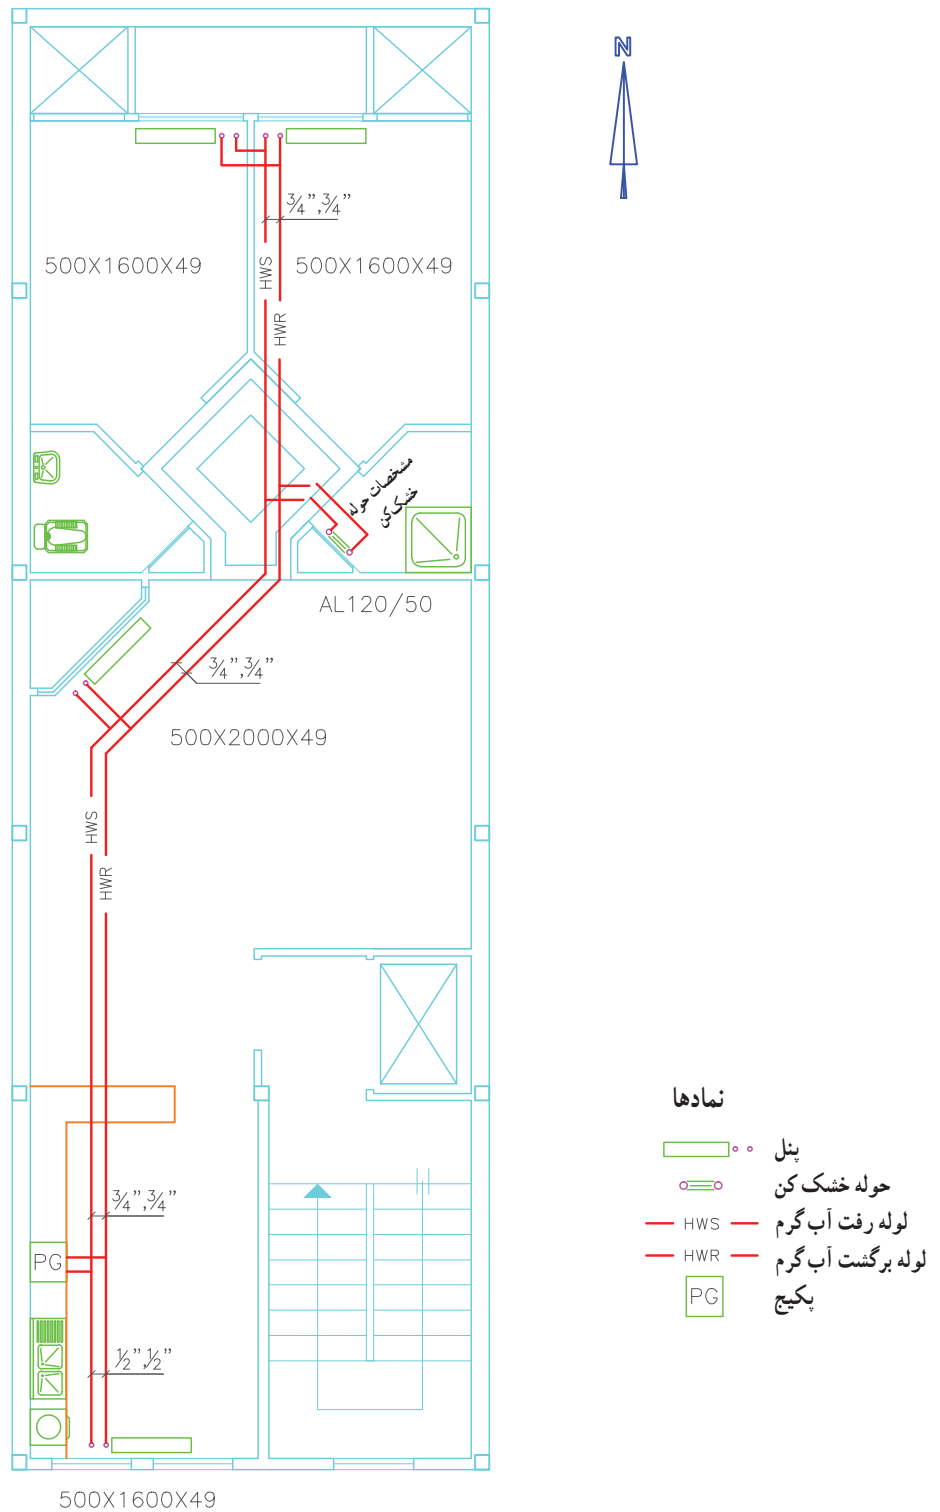 N
¾”,¾”
500X1600X49
500X1600X49
HWS
HWR
مشخصات حوله
خشک کن
AL120/50
¾”,¾”
500X2000X49
HWS
HWR
¾”,¾”
PG
½”,½”
500X1600X49
نمادها
پنل
حوله خشک کن
HWS لوله رفت آب گرم
HWR لوله برگشت آب گرم
PG پکیج